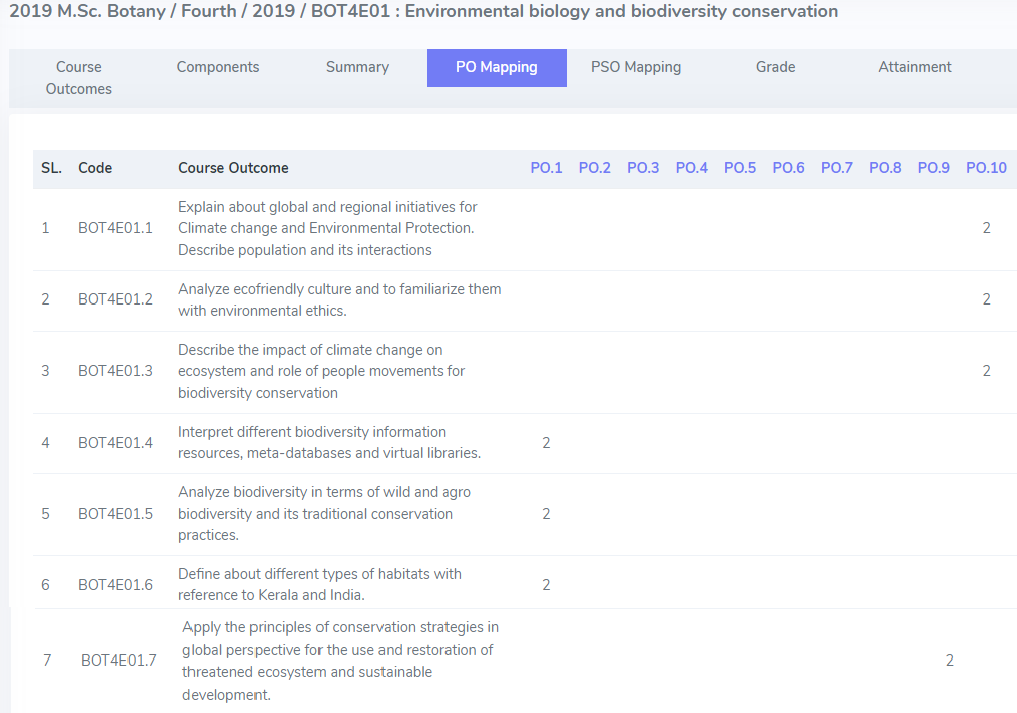 2019 M.Sc. Botany / Fourth / 2019 / BOT4E01 : Environmental biology and biodiversity conservation
Course Outcomes Components Summary PO Mapping PSO Mapping Grade Attainment
SL. Code Course Outcome PO.1 PO.2 PO.3 PO.4 PO.5 PO.6 PO.7 PO.8 PO.9 PO.10
Explain about global and regional initiatives for
1 BOT4E01.1 Climate change and Environmental Protection. 2
Describe population and its interactions
2 BOT4E01.2 Analyze ecofriendly culture and to familiarize them 2
with environmental ethics.
Describe the impact of climate change on
3 BOT4E01.3 ecosystem and role of people movements for 2
biodiversity conservation
4 BOT4E01.4 Interpret different biodiversity information 2
resources, meta-databases and virtual libraries.
Analyze biodiversity in terms of wild and agro
5 BOT4E01.5 biodiversity and its traditional conservation 2
practices.
6 BOT4E01.6 Define about different types of habitats with 2
reference to Kerala and India.
Apply the principles of conservation strategies in
global perspective for the use and restoration of
7 BOT4E01.7 threatened ecosystem and sustainable 2
development.